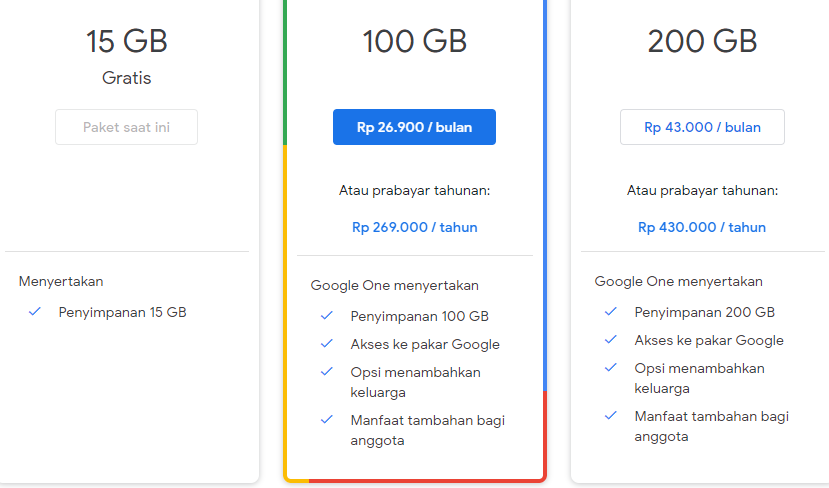 15 GB
Gratis
Paket saat ini
Menyertakan
Penyimpanan 15 GB
100 GB
Rp 26.900 / bulan
Atau prabayar tahunan:
Rp 269.000 / tahun
Google One menyertakan
Penyimpanan 100 GB
Akses ke pakar Google
Opsi menambahkan
keluarga
Manfaat tambahan bagi
anggota
200 GB
Rp 43.000 / bulan
Atau prabayar tahunan:
Rp 430.000 / tahun
Google One menyertakan
Penyimpanan 200 GB
Akses ke pakar Google
Opsi menambahkan
keluarga
Manfaat tambahan bagi
anggota